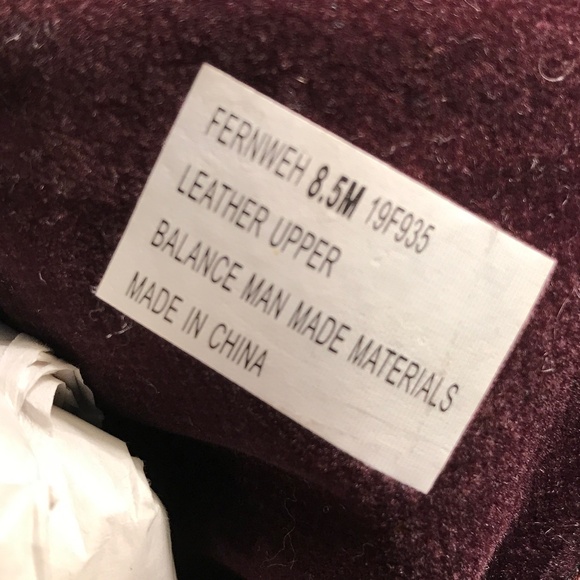 FERNWEH 8.5M 19F935
LEATHER UPPER
BALANCE MAN MADE MATERIALS
MADE IN CHINA